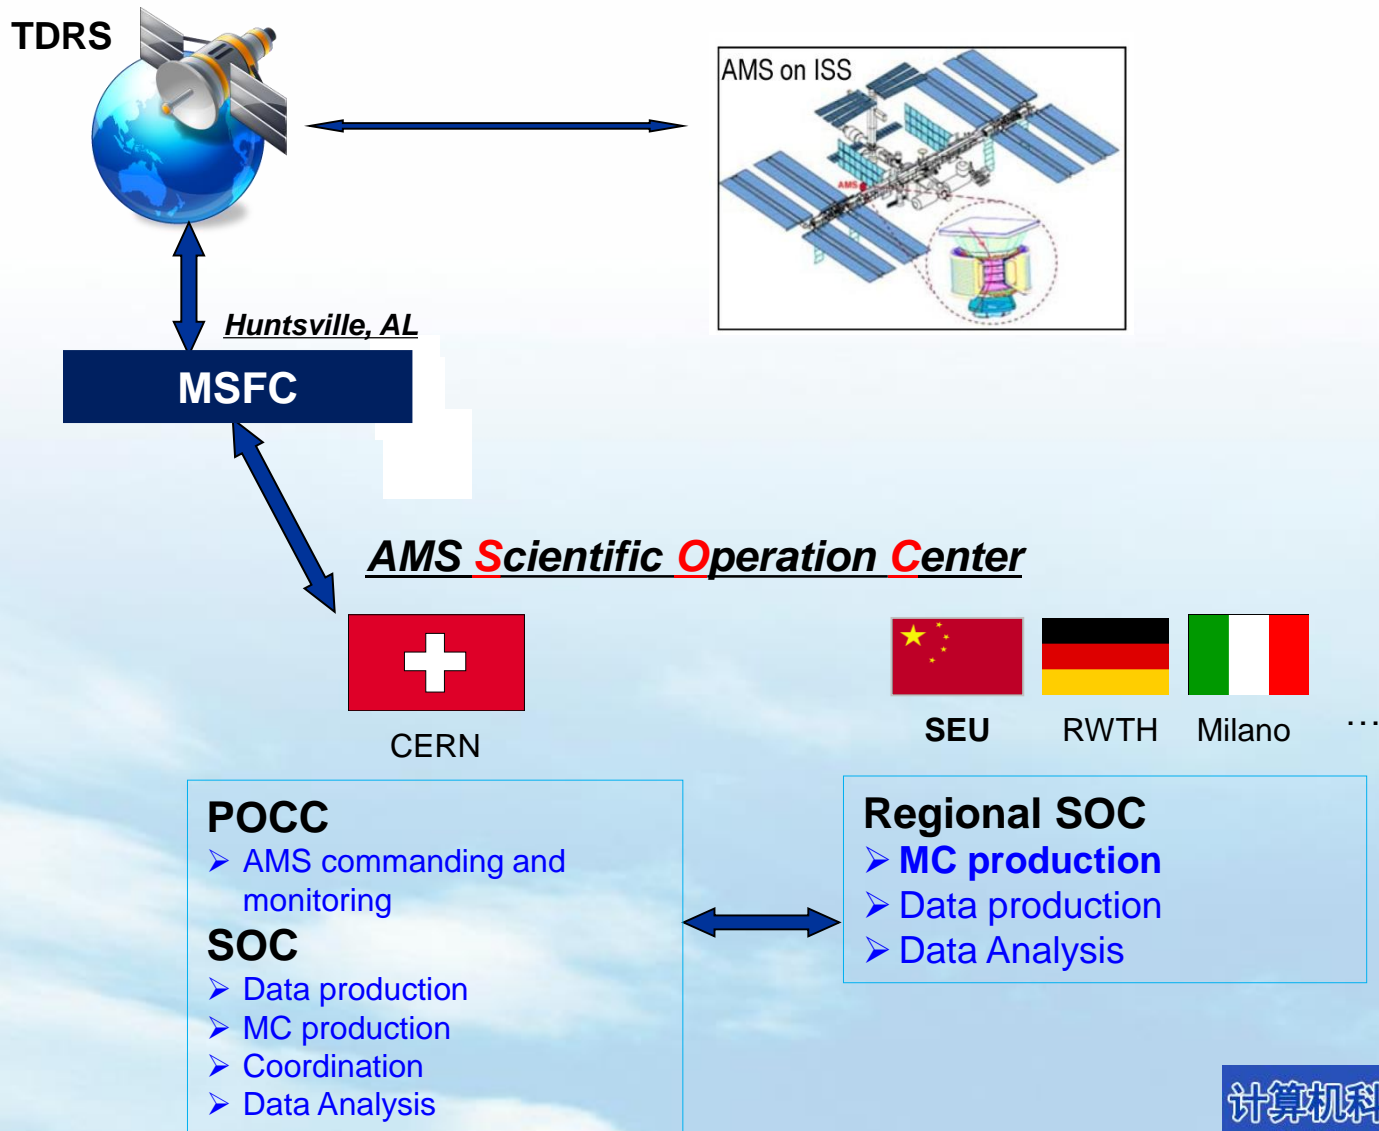 TDRS
AMS on ISS
AMS
Huntsville, AL
MSFC
AMS Scientific Operation Center
CERN
SEU
RWTH
Milano
...
POCC
➢ AMS commanding and
monitoring
SOC
➢ Data production
➢ MC production
➢ Coordination
➢ Data Analysis
Regional SOC
➢ MC production
➢ Data production
➢ Data Analysis
计算机科